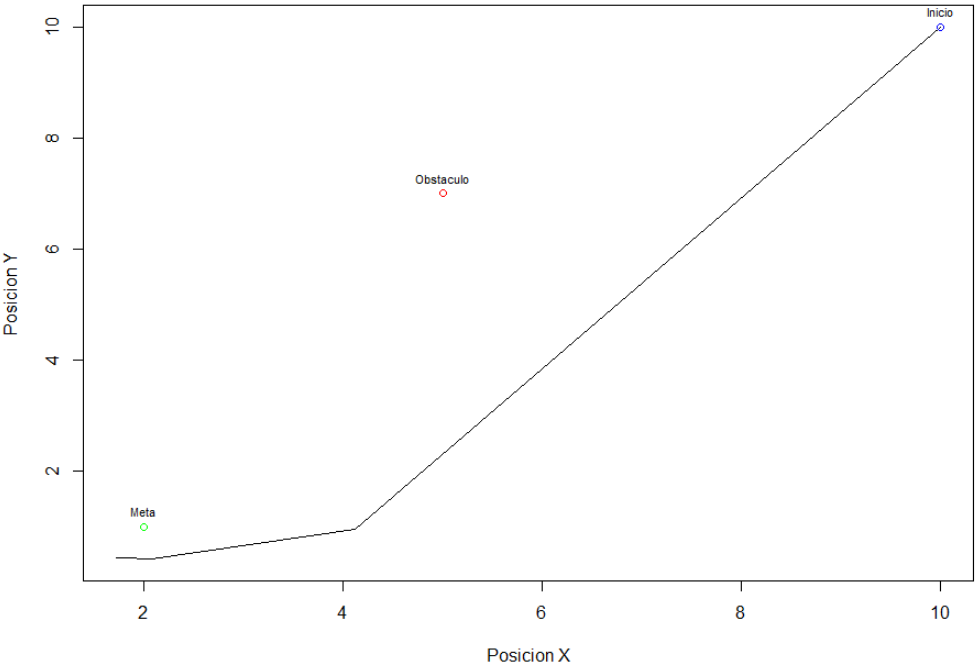 Inicio
10
8
Obstaculo
6
Posicion Y
4
2
Meta
2 4 6 8 10
Posicion X